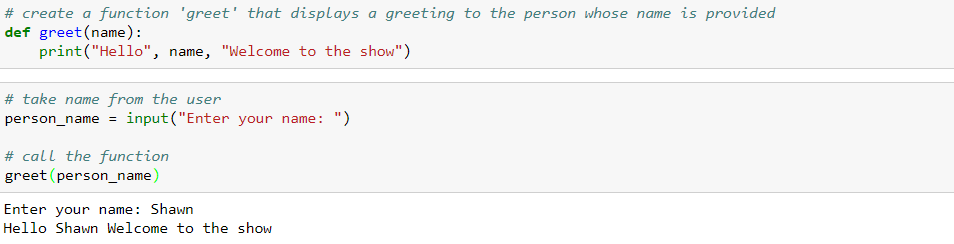 # create a function 'greet' that displays a greeting to the person whose name is provided
def greet(name):
    print("Hello", name, "Welcome to the show")
# take name from the user
person_name = input("Enter your name: ")
# call the function
greet(person_name)
Enter your name: Shawn
Hello Shawn Welcome to the show